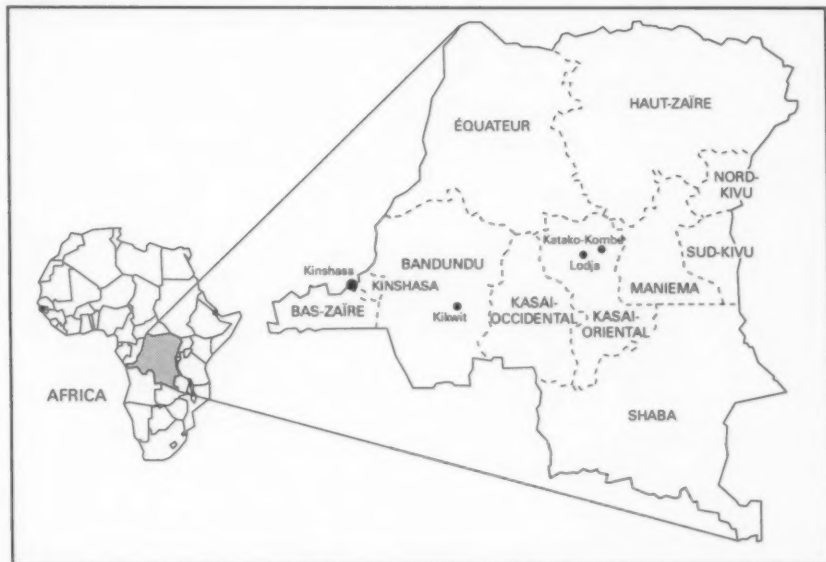 HAUT-ZAÏRE
ÉQUATEUR
NORD-
KIVU
Katako-Kombe
SUD-KIVU
Lodja
BANDUNDU
Kinshasa
KINSHASA
MANIEMA
BAS-ZAÏRE
Kikwit
KASAI-
OCCIDENTAL
KASAI-
ORIENTAL
AFRICA
SHABA